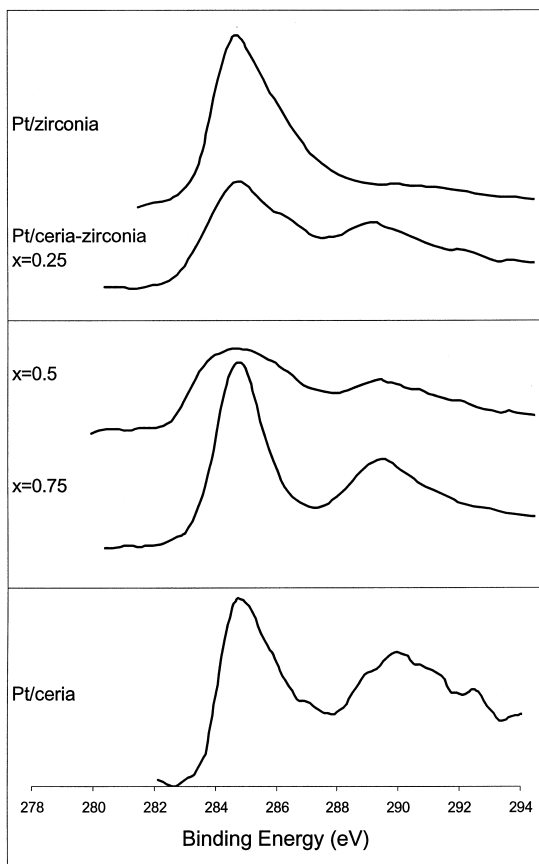 Pt/zirconia
Pt/ceria-zirconia
x=0.25
x=0.5
x=0.75
Pt/ceria
278 280 282 284 286 288 290 292 294
Binding Energy (eV)